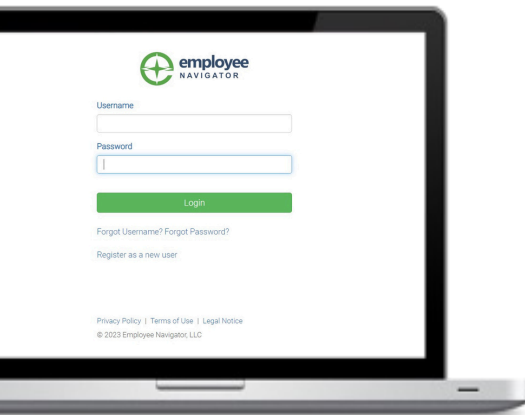 employee
NAVIGATOR
Username
Password
Login
Forgot Username? Forgot Password?
Register as a new user
Privacy Policy | Terms of Use | Legal Notice
© 2023 Employee Navigator, LLC